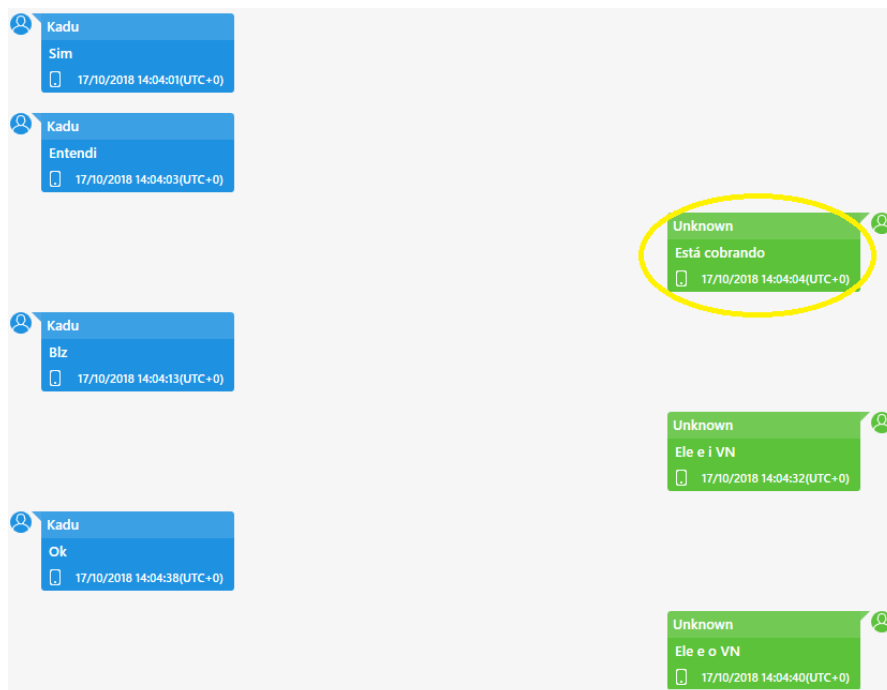 Kadu
Sim
17/10/2018 14:04:01(UTC+0)
Kadu
Entendi
17/10/2018 14:04:03(UTC+0)
Unknown
Está cobrando
17/10/2018 14:04:04(UTC+0)
Kadu
Blz
17/10/2018 14:04:13(UTC+0)
Unknown
Ele e i VN
17/10/2018 14:04:32(UTC+0)
Kadu
Ok
17/10/2018 14:04:38(UTC+0)
Unknown
Ele e o VN
17/10/2018 14:04:40(UTC+0)